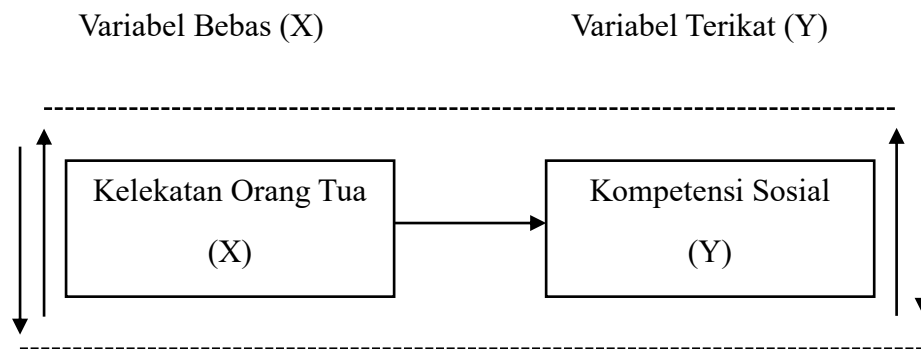 Variabel Bebas (X)
Variabel Terikat (Y)
Kelekatan Orang Tua
(X)
Kompetensi Sosial
(Y)